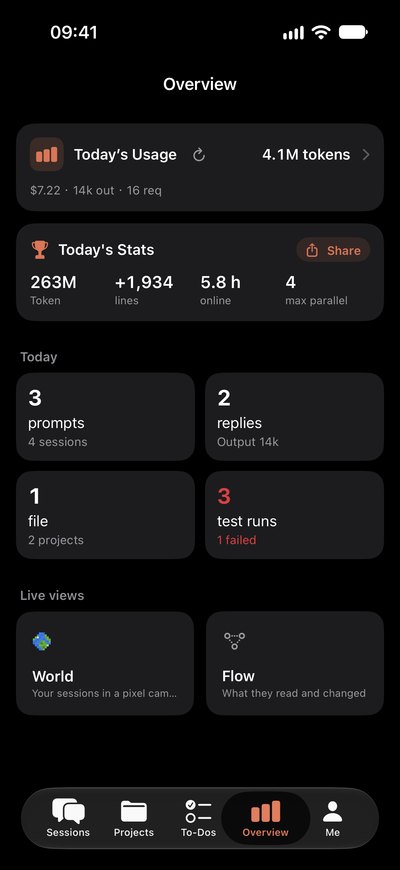 09:41
Overview
Today’s Usage
4.1M tokens
$7.22 · 14k out · 16 req
Today's Stats
Share
263M +1,934 5.8 h 4
Token lines online max parallel
Today
3 2
prompts replies
4 sessions Output 14k
1 3
file test runs
2 projects 1 failed
Live views
World Flow
Your sessions in a pixel cam... What they read and changed
Sessions Projects To-Dos Overview Me